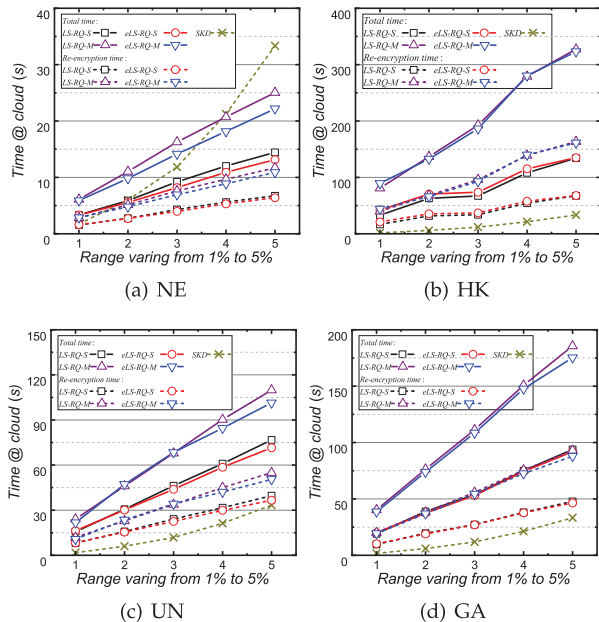 Total time:
LS-RQ-S eLS-RQ-S SKD
LS-RQ-M eLS-RQ-M
Re-encryption time:
LS-RQ-S eLS-RQ-S
LS-RQ-M eLS-RQ-M
Time @ cloud (s)
40
30
20
10
0
1 2 3 4 5
Range varying from 1% to 5%
(a) NE
Total time:
LS-RQ-S eLS-RQ-S SKD
LS-RQ-M eLS-RQ-M
Re-encryption time:
LS-RQ-S eLS-RQ-S
LS-RQ-M eLS-RQ-M
Time @ cloud (s)
400
300
200
100
0
1 2 3 4 5
Range varying from 1% to 5%
(b) HK
Total time:
LS-RQ-S eLS-RQ-S SKD
LS-RQ-M eLS-RQ-M
Re-encryption time:
LS-RQ-S eLS-RQ-S
LS-RQ-M eLS-RQ-M
Time @ cloud (s)
150
120
90
60
30
0
1 2 3 4 5
Range varying from 1% to 5%
(c) UN
Total time:
LS-RQ-S eLS-RQ-S SKD
LS-RQ-M eLS-RQ-M
Re-encryption time:
LS-RQ-S eLS-RQ-S
LS-RQ-M eLS-RQ-M
Time @ cloud (s)
200
150
100
50
0
1 2 3 4 5
Range varying from 1% to 5%
(d) GA